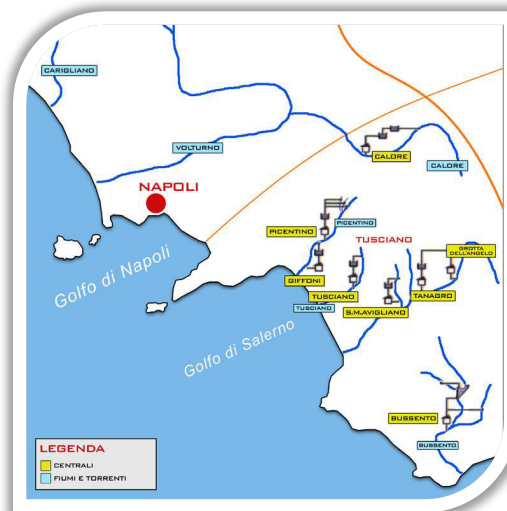 CARIGLIANO
VOLTURNO
CALORE
CALORE
NAPOLI
PICENTINO
PICENTINO
TUSCIANO
GROTTA
DELL'ANGELO
Golfo di Napoli
GIFFONI
TUSCIANO
TANAGRO
TUSCIANO
S.M.AVIGLIANO
Golfo di Salerno
BUSSENTO
BUSSENTO
LEGENDA
CENTRALI
FIUMI E TORRENTI